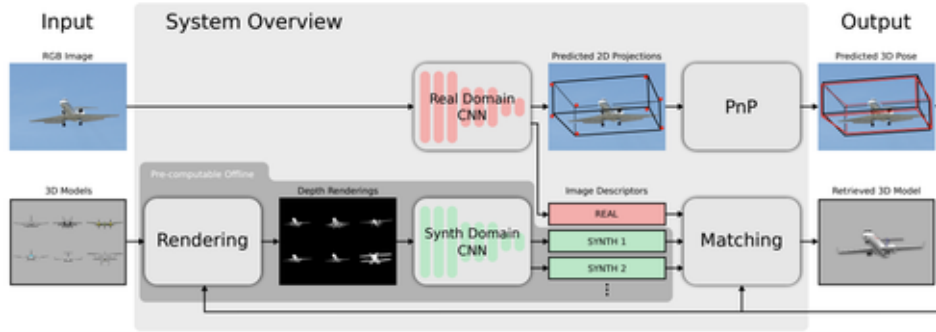 Input
System Overview
Output
RGB Image
Predicted 2D Projections
Predicted 3D Pose
Real Domain
CNN
PnP
Pre-computable Offline
3D Models
Depth Renderings
Image Descriptors
Retrieved 3D Model
Rendering
Synth Domain
CNN
REAL
SYNTH 1
SYNTH 2
⋮
Matching